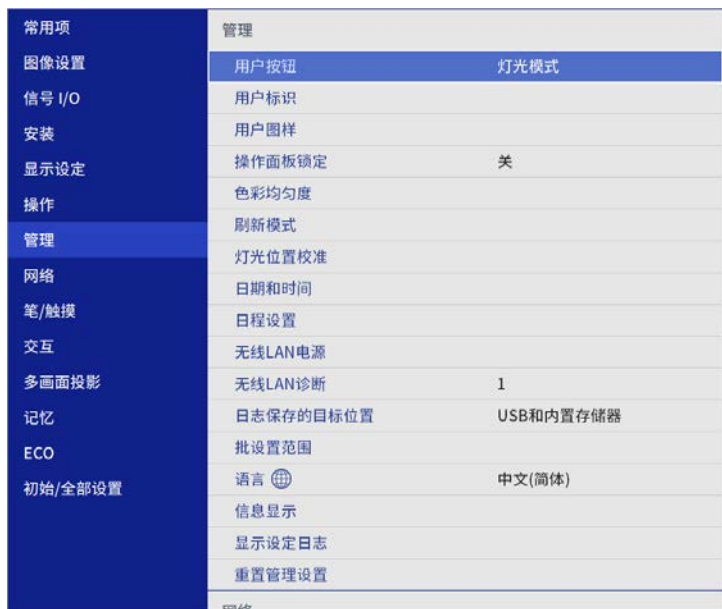 常用项
图像设置
信号 I/O
安装
显示设定
操作
管理
网络
笔/触摸
交互
多画面投影
记忆
ECO
初始/全部设置
管理
用户按钮 灯光模式
用户标识
用户图样
操作面板锁定 关
色彩均匀度
刷新模式
灯光位置校准
日期和时间
日程设置
无线LAN电源
无线LAN诊断 1
日志保存的目标位置 USB和内置存储器
批设置范围
语言 中文(简体)
信息显示
显示设定日志
重置管理设置